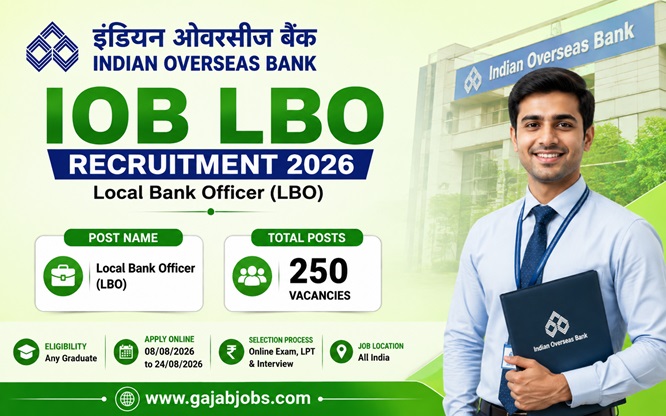 इंडियन ओवरसीज बैंक
INDIAN OVERSEAS BANK
Indian Overseas Bank
IOB LBO
RECRUITMENT 2026
Local Bank Officer (LBO)
POST NAME
Local Bank Officer
(LBO)
TOTAL POSTS
250
VACANCIES
Indian Overseas Bank
ELIGIBILITY
Any Graduate
APPLY ONLINE
08/08/2026
to 24/08/2026
SELECTION PROCESS
Online Exam, LPT
& Interview
JOB LOCATION
All India
www.gajabjobs.com